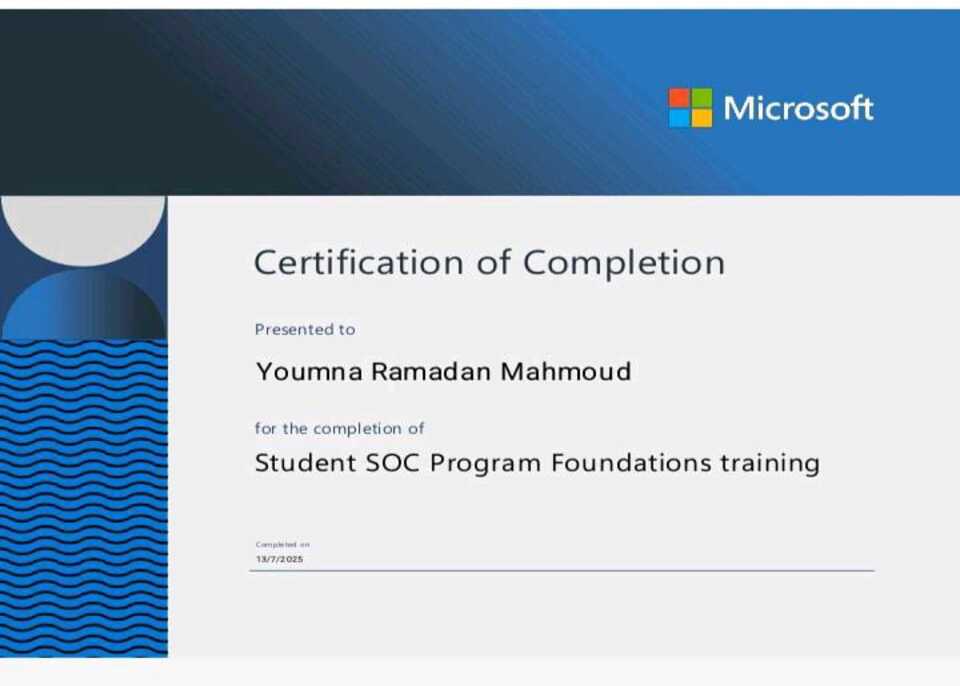 Microsoft
Certification of Completion
Presented to
Youmna Ramadan Mahmoud
for the completion of
Student SOC Program Foundations training
Completed on
13/7/2025